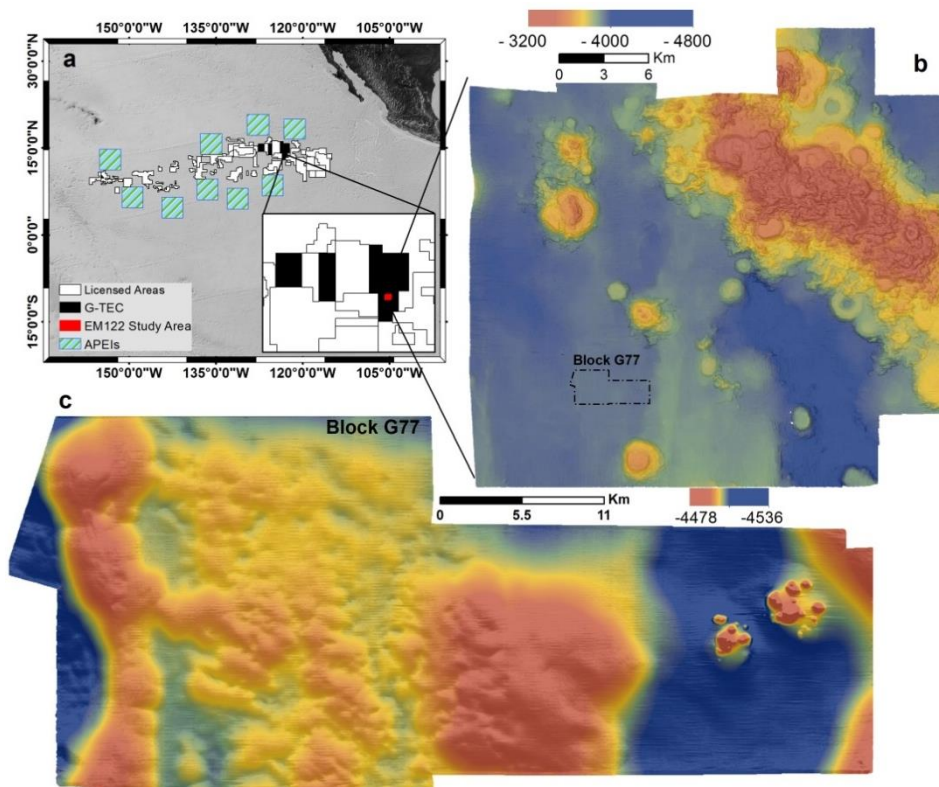 150°0'W 135°0'W 120°0'W 105°0'W
a
30°0'0"N
15°0'0"N
0°0'0"
15°0'0"S
30°0'0"N
15°0'N
0°0'0"
15°0'0"S
Licensed Areas
G-TEC
EM122 Study Area
APEIs
150°0'W 135°0'W 120°0'W 105°0'W
-3200 -4000 -4800
Km
0 3 6
b
Block G77
c
Block G77
Km
0 5.5 11
-4478 -4536